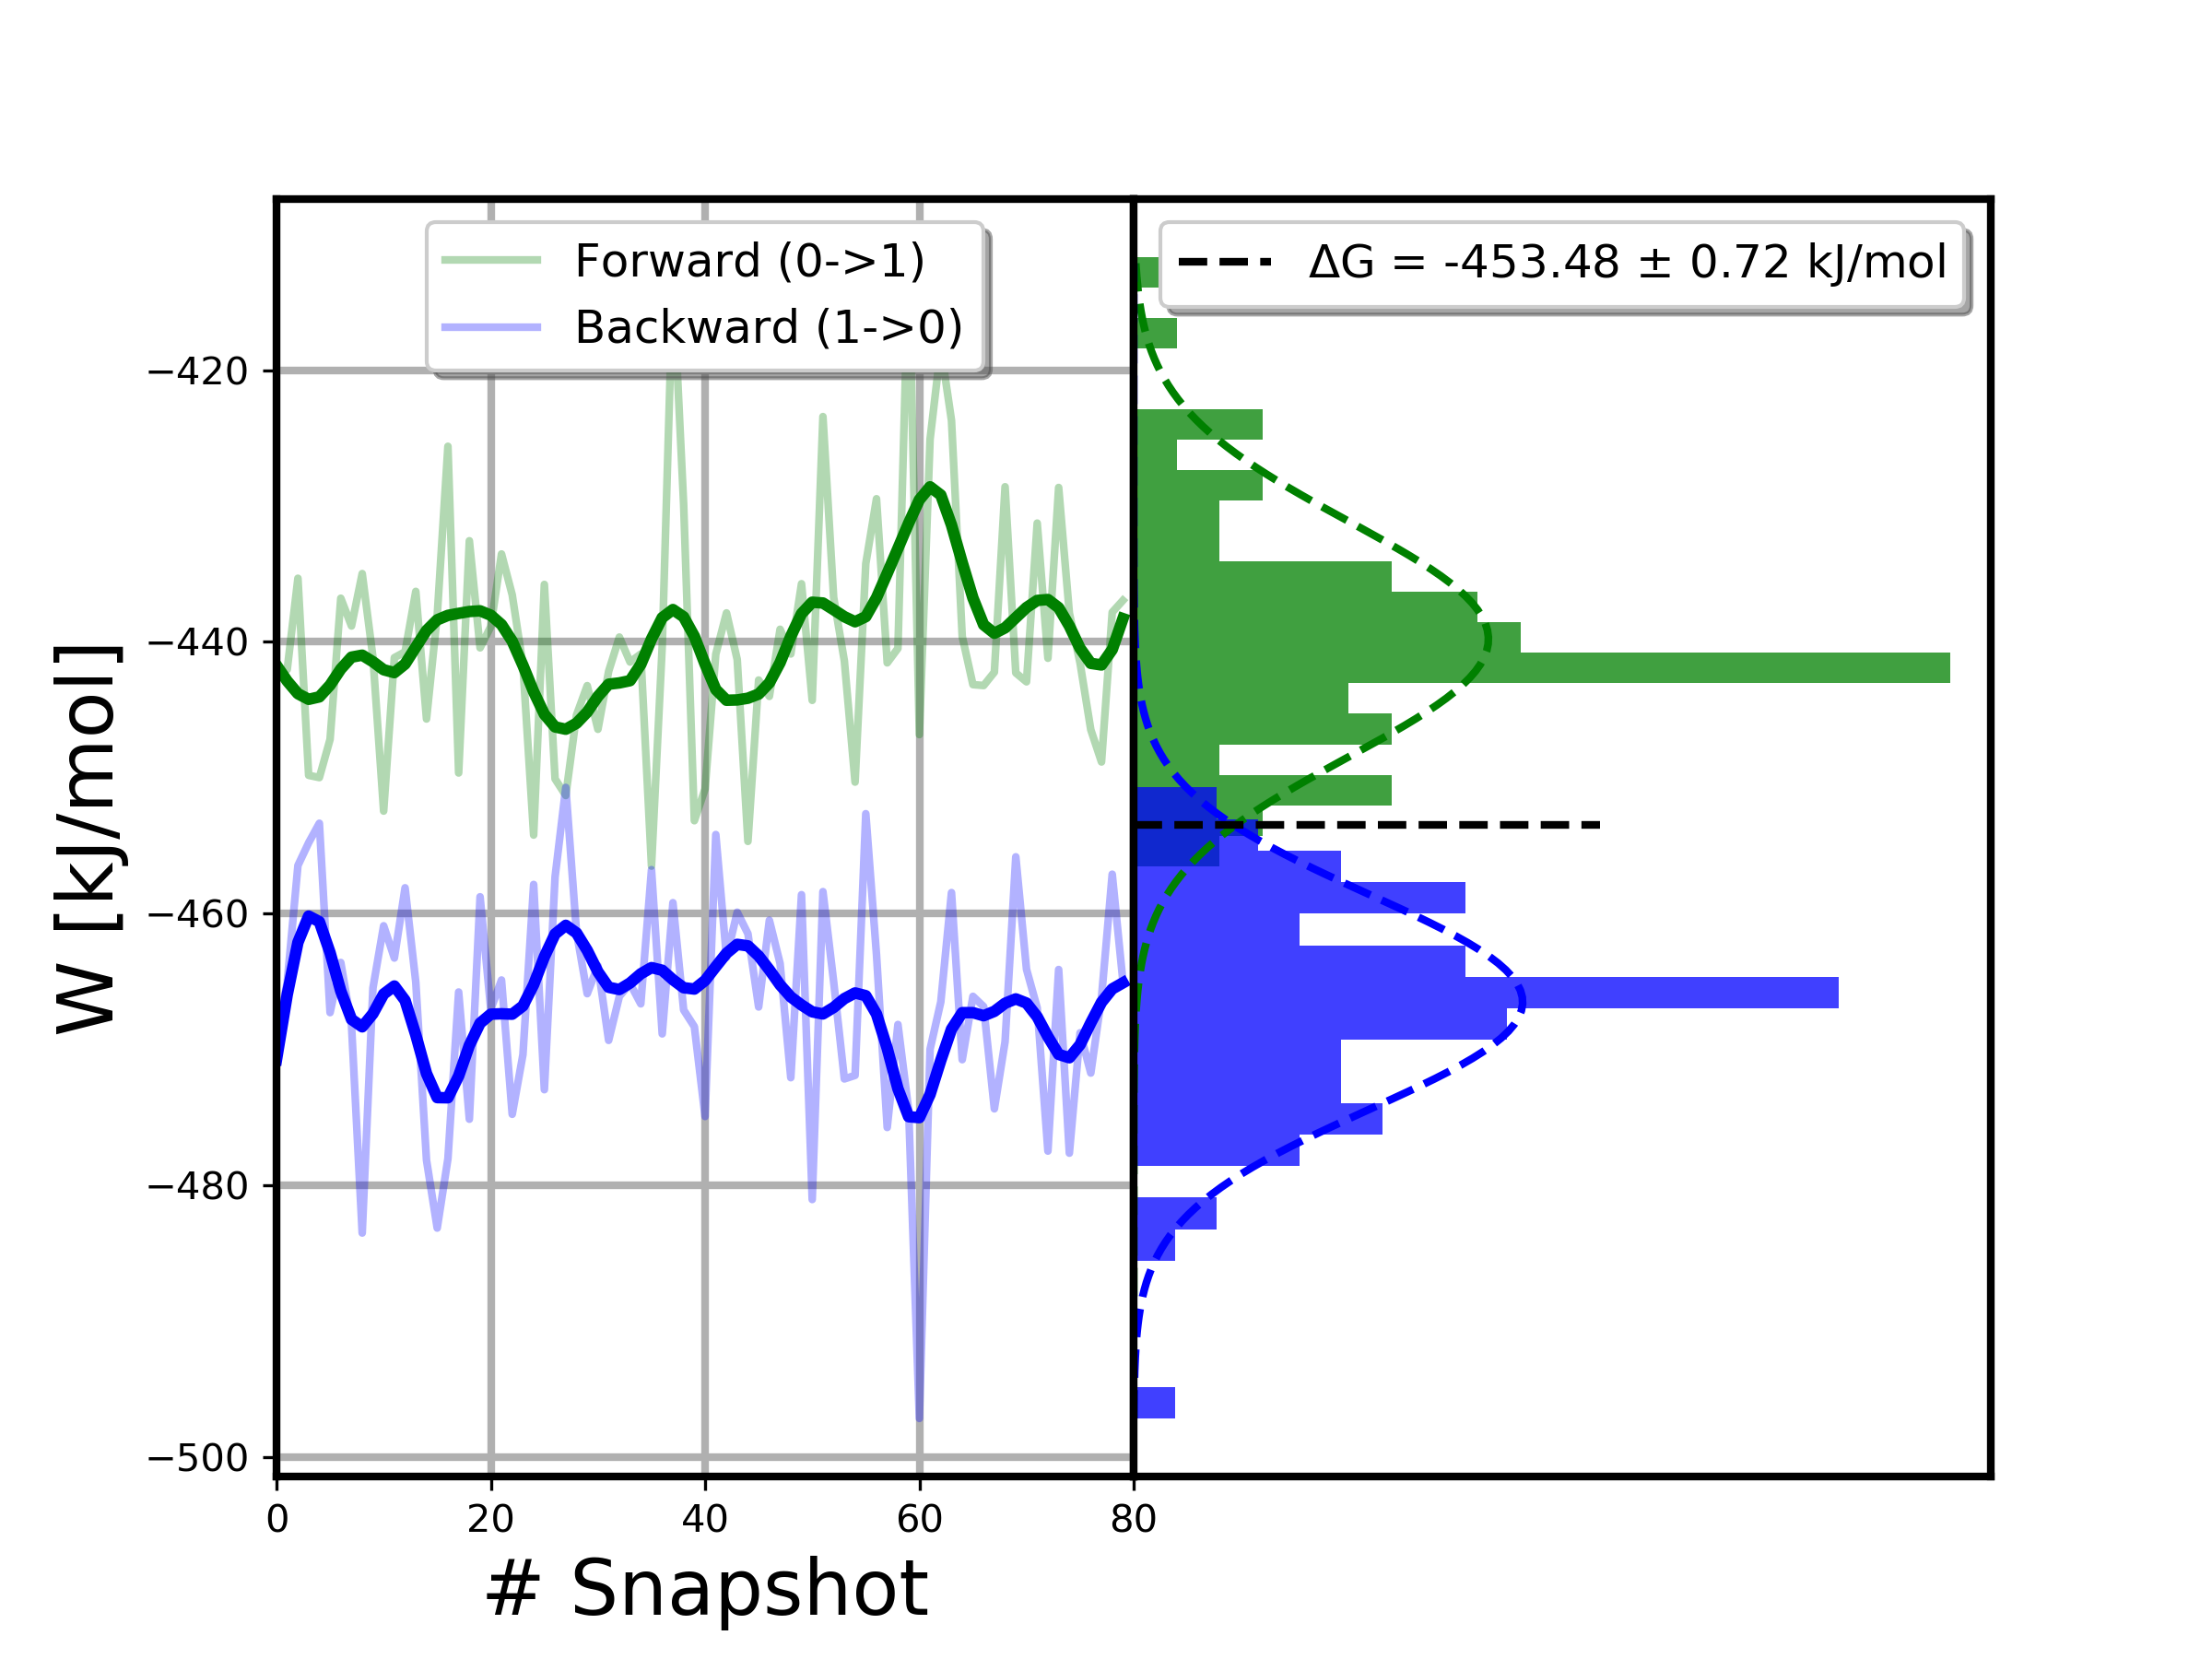 Forward (0->1)
Backward (1->0)
ΔG = -453.48 ± 0.72 kJ/mol
W [kJ/mol]
−420
−440
−460
−480
−500
0 20 40 60 80
# Snapshot